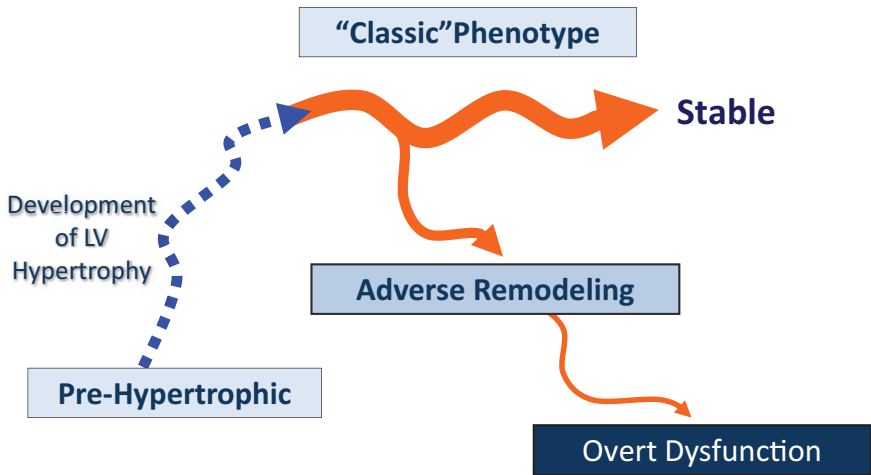 “Classic”Phenotype
Stable
Development
of LV
Hypertrophy
Adverse Remodeling
Pre-Hypertrophic
Overt Dysfunction